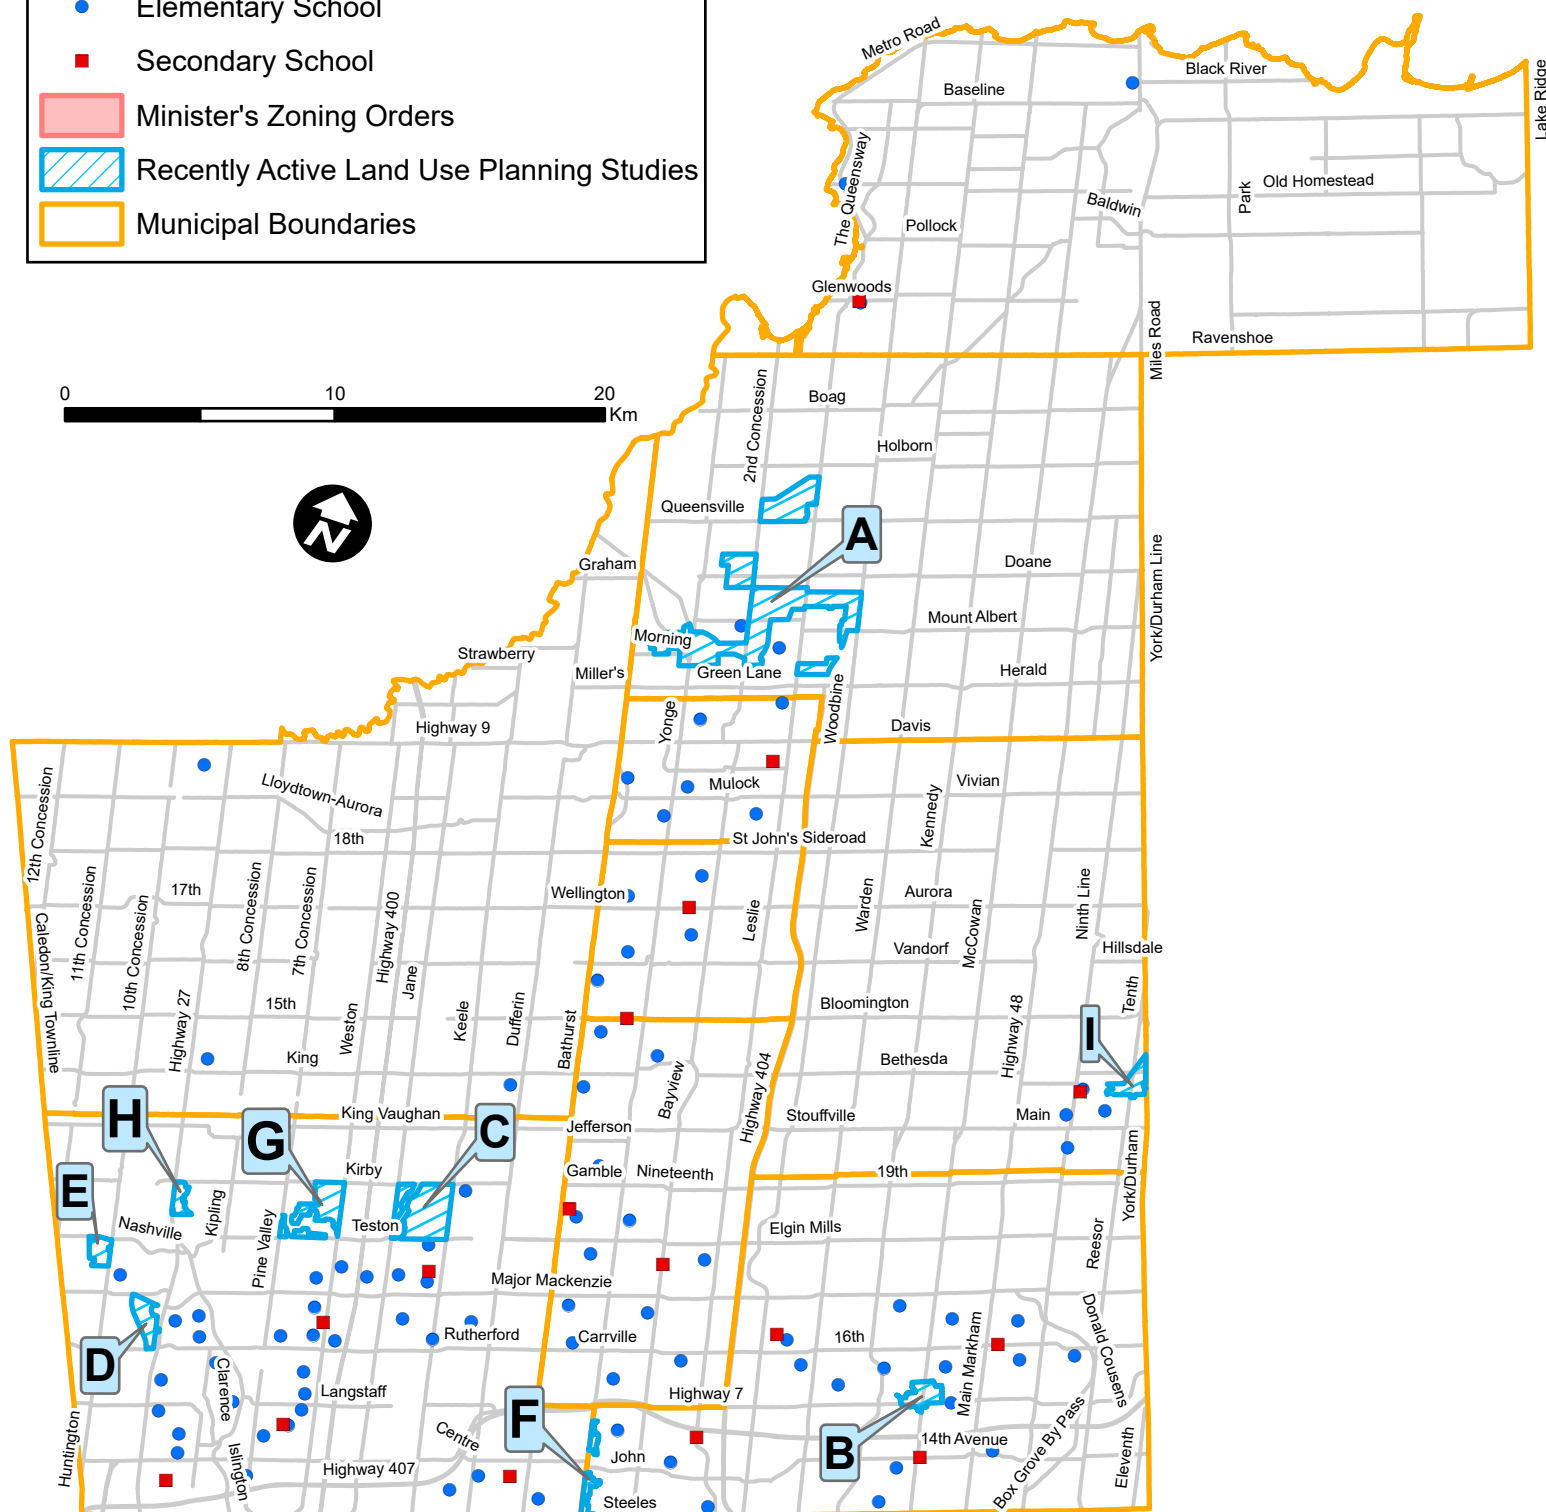 Elementary School
Secondary School
Minister's Zoning Orders
Recently Active Land Use Planning Studies
Municipal Boundaries
0
10
20
Km
N
Metro Road
Black River
Baseline
Lake Ridge
The Queensway
Old Homestead
Park
Baldwin
Pollock
Glenwoods
Miles Road
Ravenshoe
2nd Concession
Boag
Holborn
Queensville
A
York/Durham Line
Graham
Doane
Mount Albert
Morning
Strawberry
Miller's
Green Lane
Herald
Woodbine
Yonge
Highway 9
Davis
12th Concession
Lloydtown-Aurora
Mulock
Vivian
Kennedy
18th
St John's Sideroad
17th
11th Concession
10th Concession
8th Concession
7th Concession
Highway 400
Wellington
Leslie
Warden
Aurora
Ninth Line
McCowan
Vandorf
Hillsdale
Caledon/King Townline
Jane
15th
Highway 27
Weston
Keele
Dufferin
Bathurst
Bloomington
Tenth
Highway 48
I
King
Bayview
Highway 404
Bethesda
H
G
King Vaughan
C
Jefferson
Stouffville
Main
York/Durham
E
Kirby
Gamble
Nineteenth
19th
Nashville
Kipling
Pine Valley
Teston
Elgin Mills
Reesor
Major Mackenzie
D
Rutherford
Carrville
16th
Main Markham
Donald Cousens
Clarence
Langstaff
Highway 7
F
Huntington
Islington
Centre
Highway 407
John
B
14th Avenue
Box Grove By Pass
Eleventh
Steeles